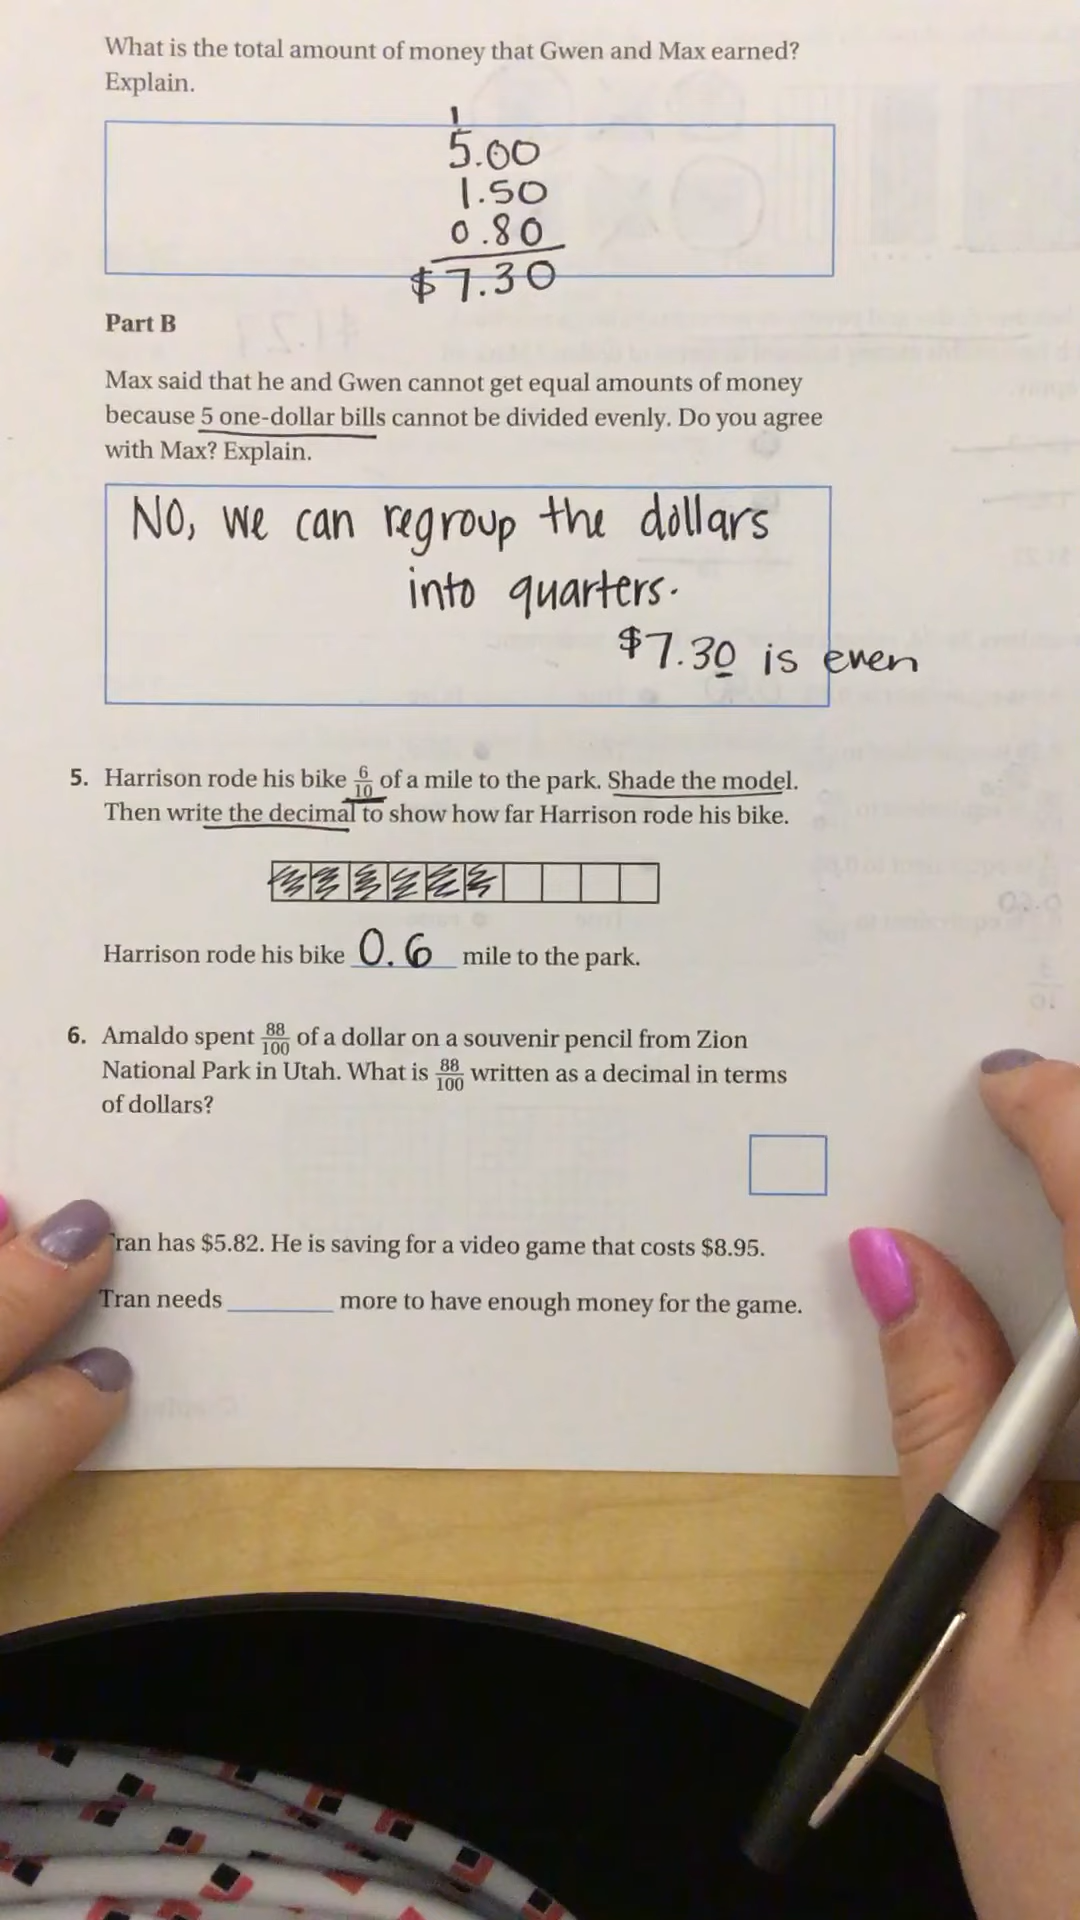 What is the total amount of money that Gwen and Max earned?
Explain.
1
5.00
1.50
0.80
$7.30
Part B
Max said that he and Gwen cannot get equal amounts of money
because 5 one-dollar bills cannot be divided evenly. Do you agree
with Max? Explain.
NO, we can regroup the dollars
into quarters.
$7.30 is even
5. Harrison rode his bike 6/10 of a mile to the park. Shade the model.
Then write the decimal to show how far Harrison rode his bike.
Harrison rode his bike 0.6 mile to the park.
6. Amaldo spent 88/100 of a dollar on a souvenir pencil from Zion
National Park in Utah. What is 88/100 written as a decimal in terms
of dollars?
ran has $5.82. He is saving for a video game that costs $8.95.
Tran needs ______ more to have enough money for the game.